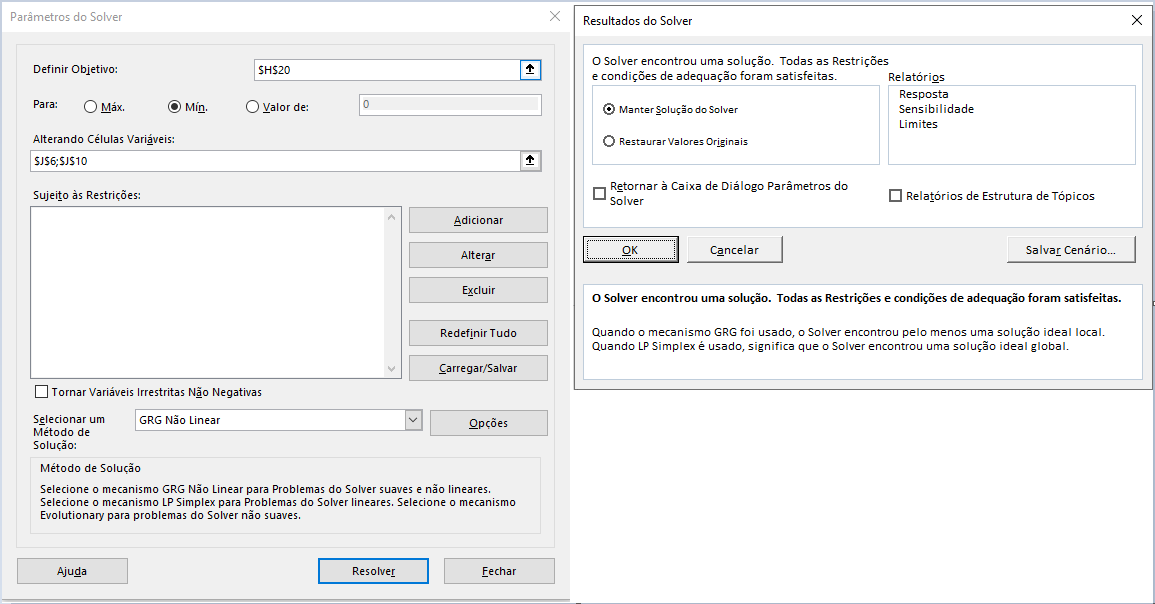 Parâmetros do Solver
Definir Objetivo:
$H$20
Para:
Máx.
Mín.
Valor de:
0
Alterando Células Variáveis:
$J$6;$J$10
Sujeito às Restrições:
Adicionar
Alterar
Excluir
Redefinir Tudo
Carregar/Salvar
Tornar Variáveis Irrestritas Não Negativas
Selecionar um
Método de
Solução:
GRG Não Linear
Opções
Método de Solução
Selecione o mecanismo GRG Não Linear para Problemas do Solver suaves e não lineares.
Selecione o mecanismo LP Simplex para Problemas do Solver lineares. Selecione o mecanismo
Evolutionary para problemas do Solver não suaves.
Ajuda
Resolver
Fechar
Resultados do Solver
O Solver encontrou uma solução. Todas as Restrições
e condições de adequação foram satisfeitas.
Manter Solução do Solver
Restaurar Valores Originais
Relatórios
Resposta
Sensibilidade
Limites
Retornar à Caixa de Diálogo Parâmetros do
Solver
Relatórios de Estrutura de Tópicos
OK
Cancelar
Salvar Cenário...
O Solver encontrou uma solução. Todas as Restrições e condições de adequação foram satisfeitas.
Quando o mecanismo GRG foi usado, o Solver encontrou pelo menos uma solução ideal local.
Quando LP Simplex é usado, significa que o Solver encontrou uma solução ideal global.